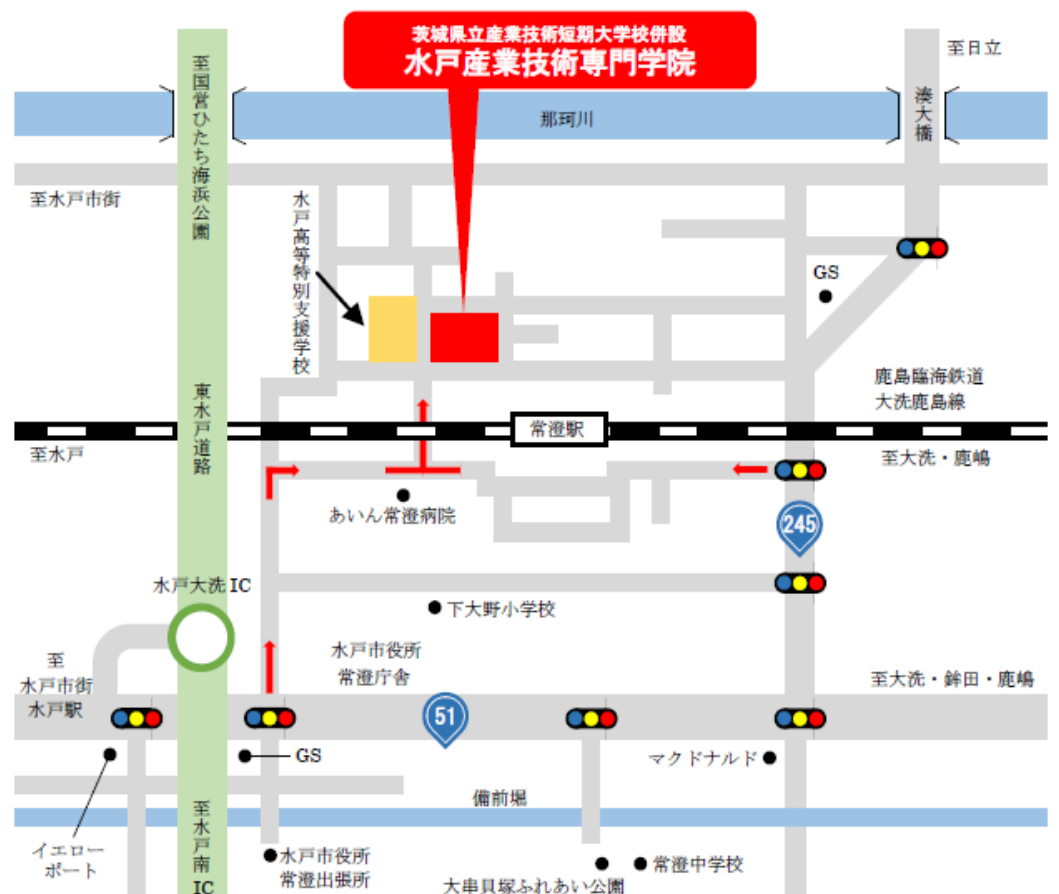 茨城県立産業技術短期大学校併設
水戸産業技術専門学院
至日立
至国営ひたち海浜公園
那珂川
湊大橋
至水戸市街
水戸高等特別支援学校
GS
東水戸道路
鹿島臨海鉄道
大洗鹿島線
常澄駅
至水戸
至大洗・鹿嶋
あいん常澄病院
245
水戸大洗IC
下大野小学校
水戸市役所
常澄庁舎
至
水戸市街
水戸駅
至大洗・鉾田・鹿嶋
51
GS
マクドナルド
備前堀
至水戸南IC
イエロー
ポート
水戸市役所
常澄出張所
常澄中学校
大串貝塚ふれあい公園